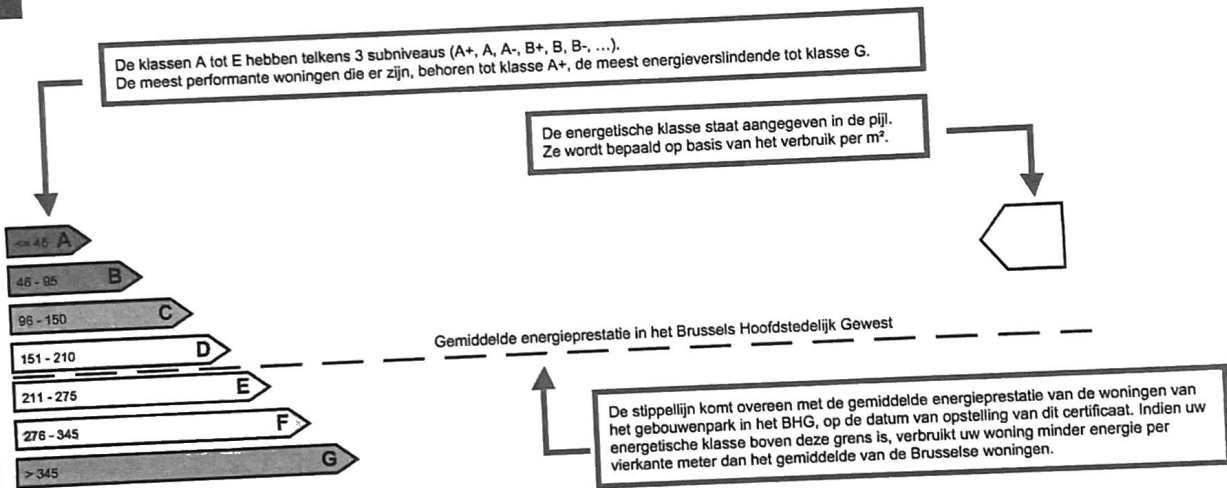 De klassen A tot E hebben telkens 3 subniveaus (A+, A, A-, B+, B, B-, ...).
De meest performante woningen die er zijn, behoren tot klasse A+, de meest energieverslindende tot klasse G.
De energetische klasse staat aangegeven in de pijl.
Ze wordt bepaald op basis van het verbruik per m².
<= 45 A
46 - 95 B
96 - 150 C
151 - 210 D
211 - 275 E
276 - 345 F
> 345 G
Gemiddelde energieprestatie in het Brussels Hoofdstedelijk Gewest
De stippellijn komt overeen met de gemiddelde energieprestatie van de woningen van
het gebouwenpark in het BHG, op de datum van opstelling van dit certificaat. Indien uw
energetische klasse boven deze grens is, verbruikt uw woning minder energie per
vierkante meter dan het gemiddelde van de Brusselse woningen.